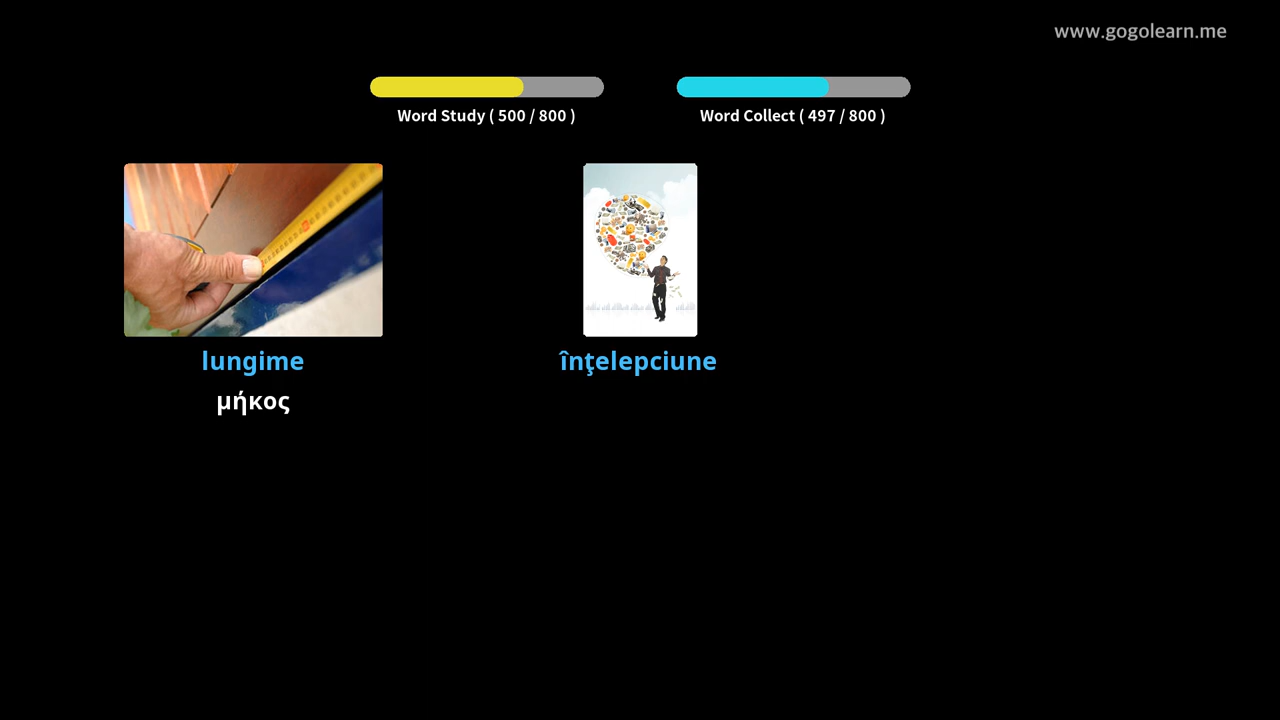 www.gogolearn.me
Word Study ( 500 / 800 )
Word Collect ( 497 / 800 )
lungime
μήκος
înţelepciune